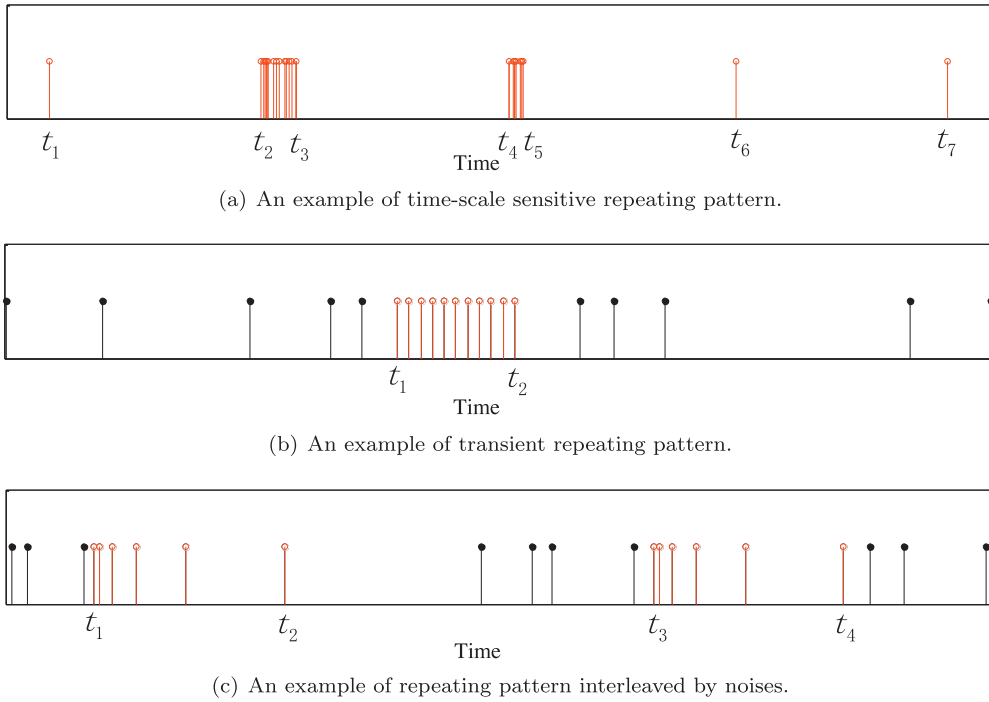 t₁ t₂ t₃ t₄ t₅ t₆ t₇
Time
(a) An example of time-scale sensitive repeating pattern.
t₁ t₂
Time
(b) An example of transient repeating pattern.
t₁ t₂ t₃ t₄
Time
(c) An example of repeating pattern interleaved by noises.